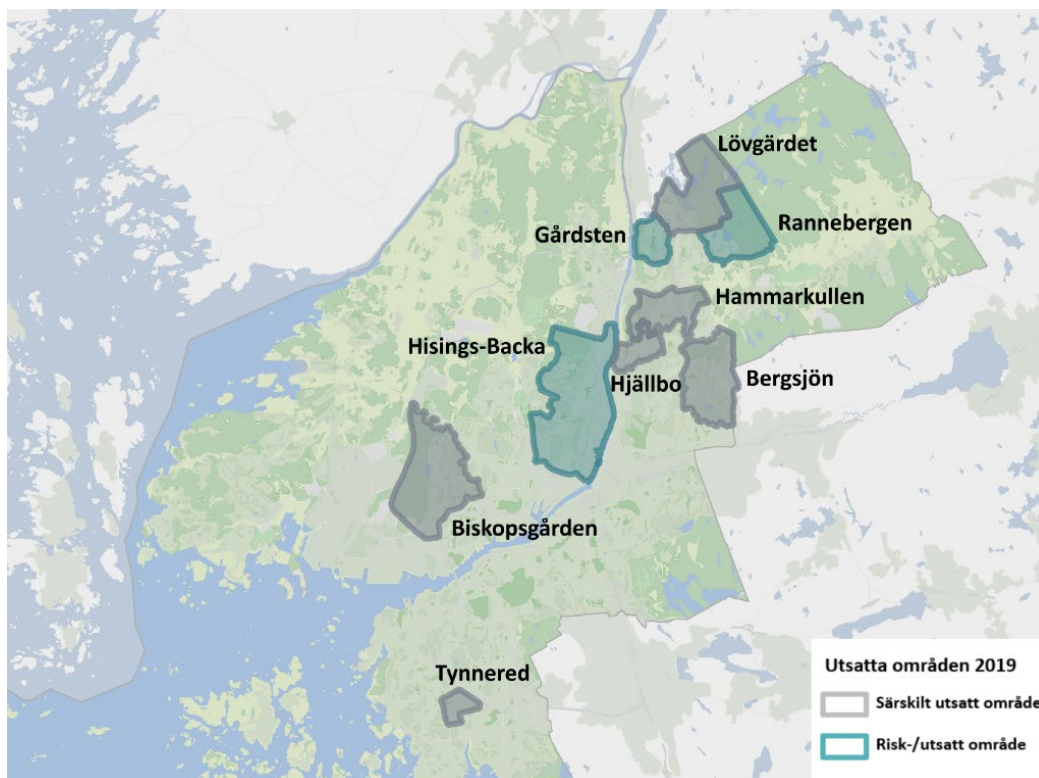 Lövgärdet
Gårdsten
Rannebergen
Hammarkullen
Hisings-Backa
Hjällbo
Bergsjön
Biskopsgården
Tynnered
Utsatta områden 2019
Särskilt utsatt område
Risk-/utsatt område